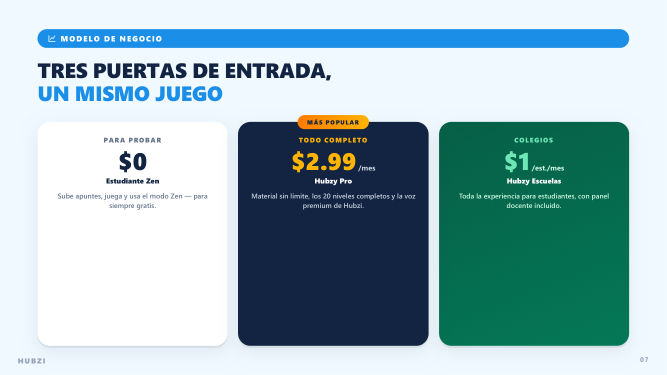 MODELO DE NEGOCIO
TRES PUERTAS DE ENTRADA,
UN MISMO JUEGO
PARA PROBAR
$0
Estudiante Zen
Sube apuntes, juega y usa el modo Zen — para
siempre gratis.
MÁS POPULAR
TODO COMPLETO
$2.99 /mes
Hubzy Pro
Material sin límite, los 20 niveles completos y la voz
premium de Hubzi.
COLEGIOS
$1 /est./mes
Hubzy Escuelas
Toda la experiencia para estudiantes, con panel
docente incluido.
HUBZI
07